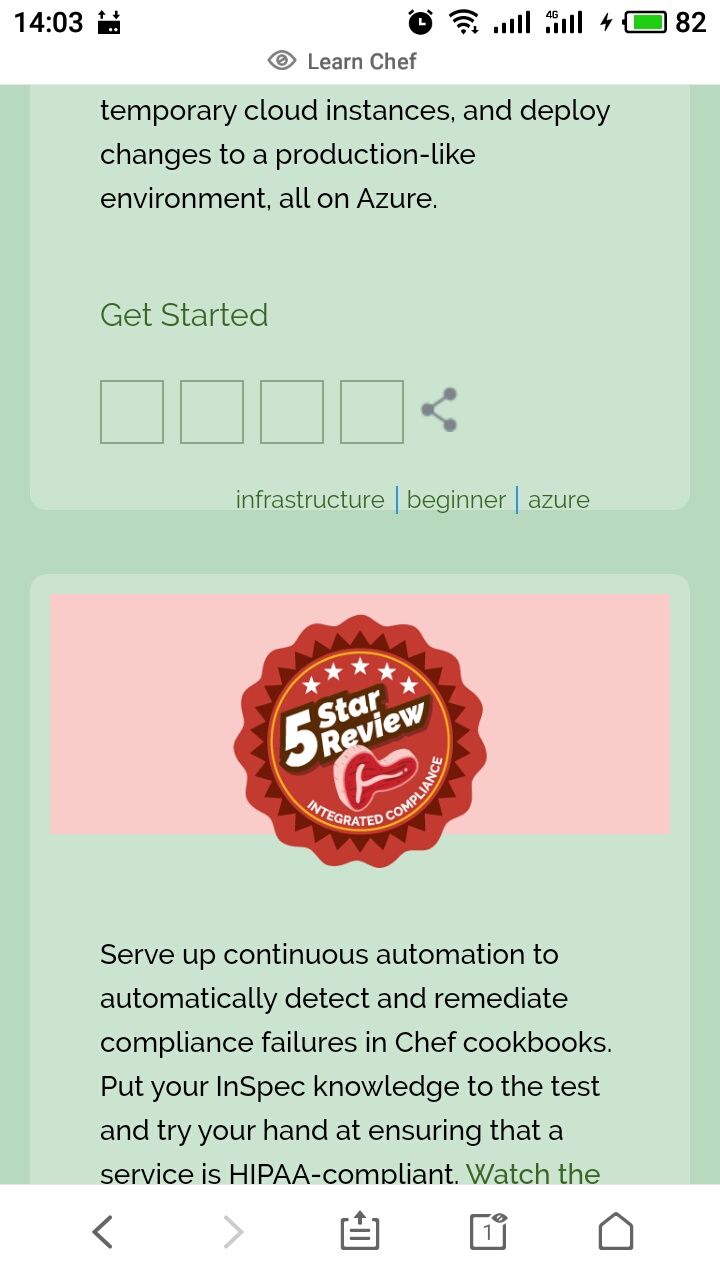 14:03
4G
82
Learn Chef
temporary cloud instances, and deploy
changes to a production-like
environment, all on Azure.
Get Started
infrastructure
beginner
azure
5 Star
Review
INTEGRATED COMPLIANCE
Serve up continuous automation to
automatically detect and remediate
compliance failures in Chef cookbooks.
Put your InSpec knowledge to the test
and try your hand at ensuring that a
service is HIPAA-compliant. Watch the
1